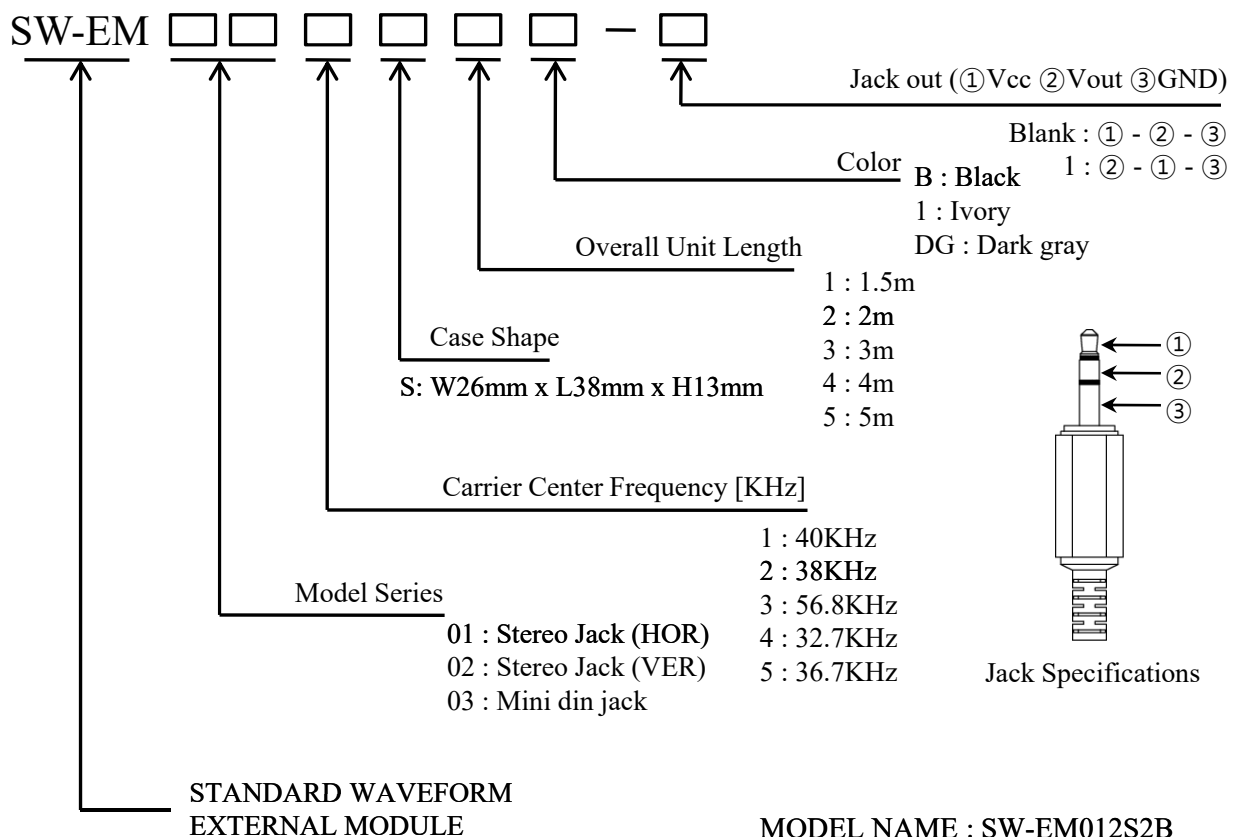 SW-EM □□ □ □ □ □ - □
Jack out (①Vcc ②Vout ③GND)
Blank : ① - ② - ③
1 : ② - ① - ③
Color
B : Black
1 : Ivory
DG : Dark gray
Overall Unit Length
1 : 1.5m
2 : 2m
3 : 3m
4 : 4m
5 : 5m
Case Shape
S: W26mm x L38mm x H13mm
①
②
③
Jack Specifications
Carrier Center Frequency [KHz]
1 : 40KHz
2 : 38KHz
3 : 56.8KHz
4 : 32.7KHz
5 : 36.7KHz
Model Series
01 : Stereo Jack (HOR)
02 : Stereo Jack (VER)
03 : Mini din jack
STANDARD WAVEFORM
EXTERNAL MODULE
MODEL NAME : SW-EM012S2B